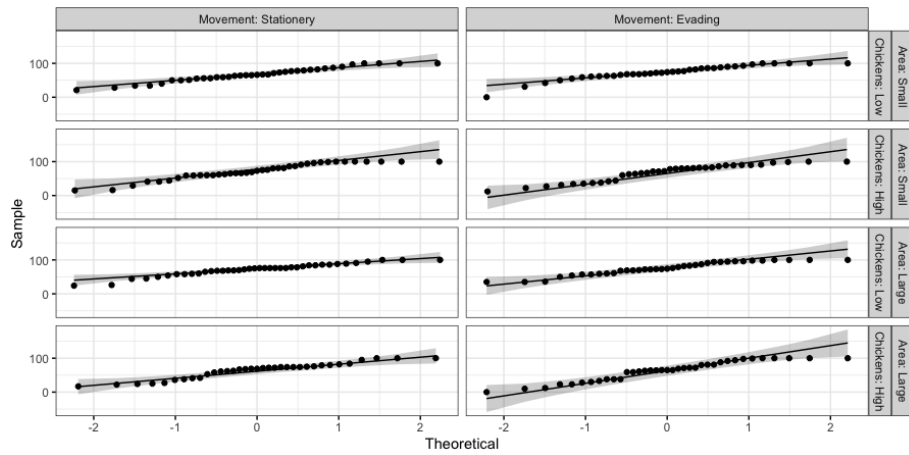 Movement: Stationery
Movement: Evading
100
0
Chickens: Low
Area: Small
100
0
Chickens: High
Area: Small
100
0
Chickens: Low
Area: Large
100
0
Chickens: High
Area: Large
Sample
-2 -1 0 1 2
-2 -1 0 1 2
Theoretical